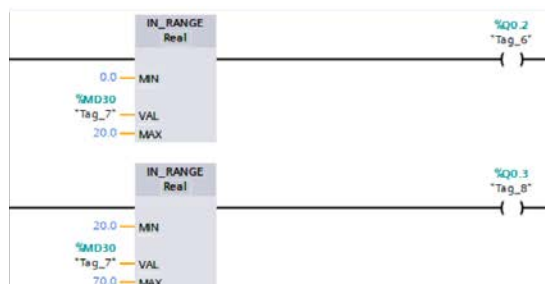 IN_RANGE
Real
%Q0.2
"Tag_6"
0.0 MIN
%MD30
"Tag_7" VAL
20.0 MAX
IN_RANGE
Real
%Q0.3
"Tag_8"
20.0 MIN
%MD30
"Tag_7" VAL
70.0 MAX